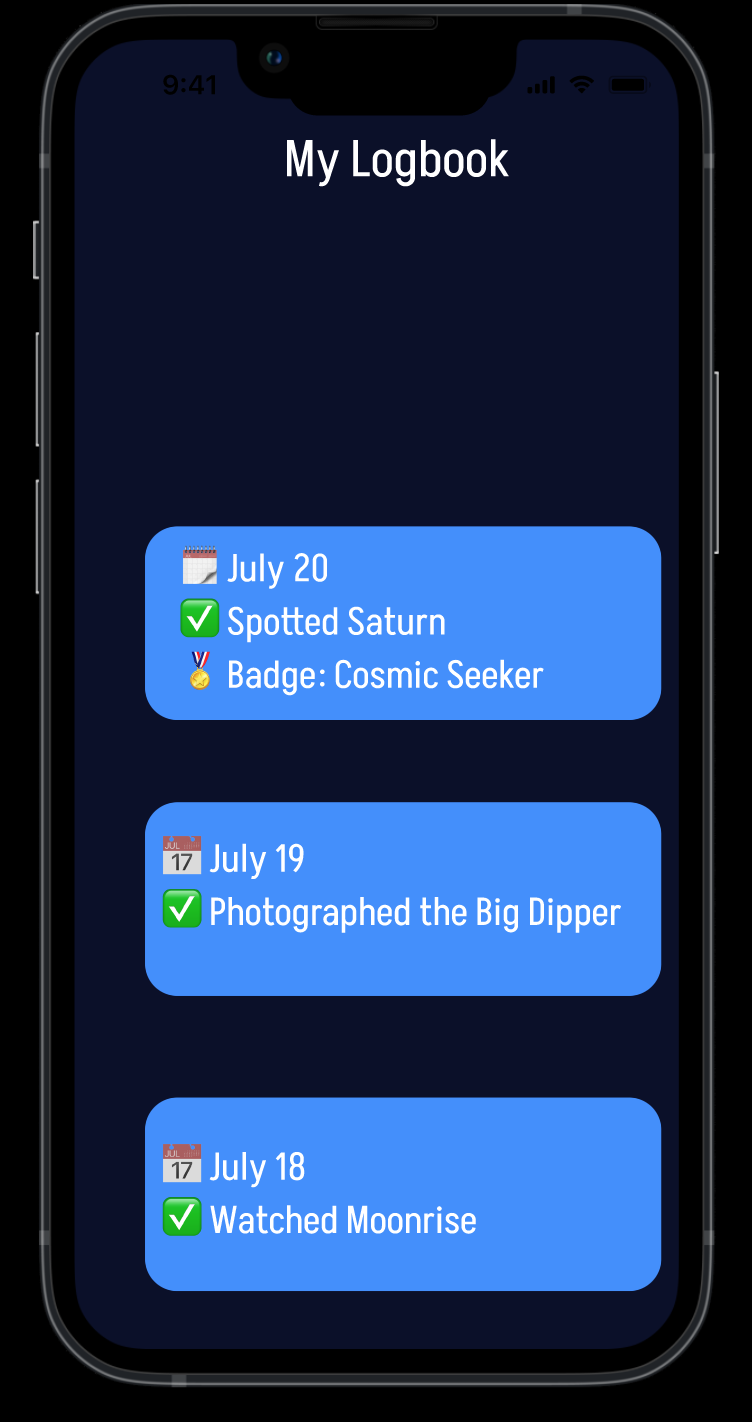 9:41
My Logbook
🗒️ July 20
✅ Spotted Saturn
🏅 Badge: Cosmic Seeker
📅 July 19
✅ Photographed the Big Dipper
📅 July 18
✅ Watched Moonrise